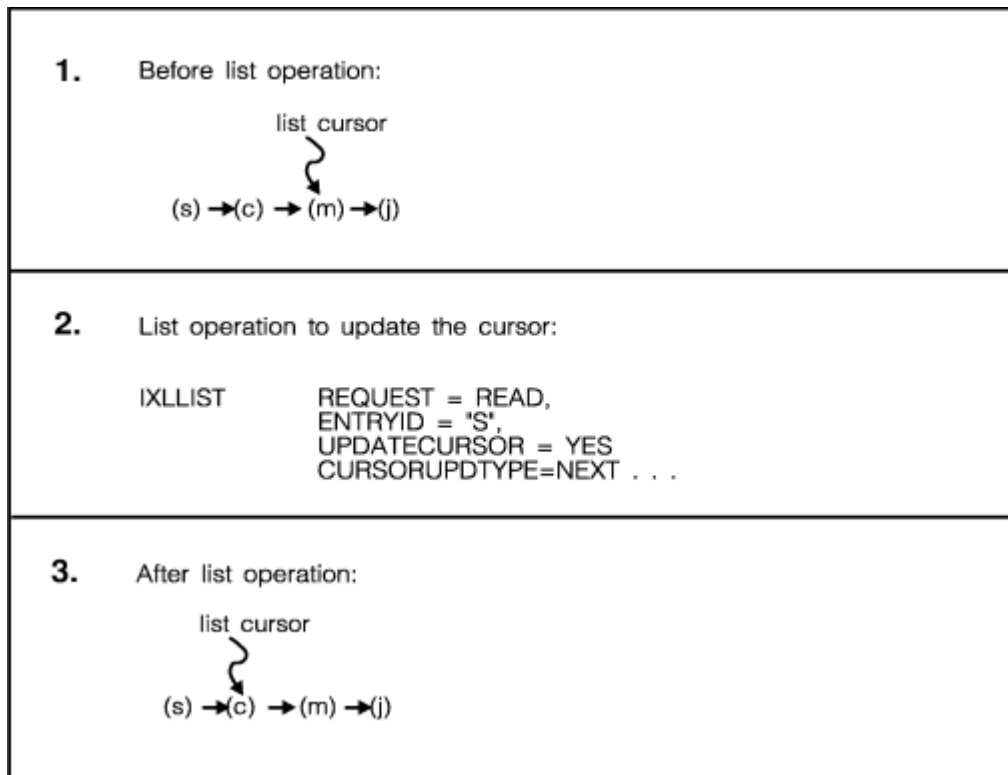 1. Before list operation:
list cursor
(s) → (c) → (m) → (j)
2. List operation to update the cursor:
IXLLIST REQUEST = READ,
ENTRYID = "S",
UPDATECURSOR = YES
CURSORUPDTYPE=NEXT . . .
3. After list operation:
list cursor
(s) → (c) → (m) → (j)